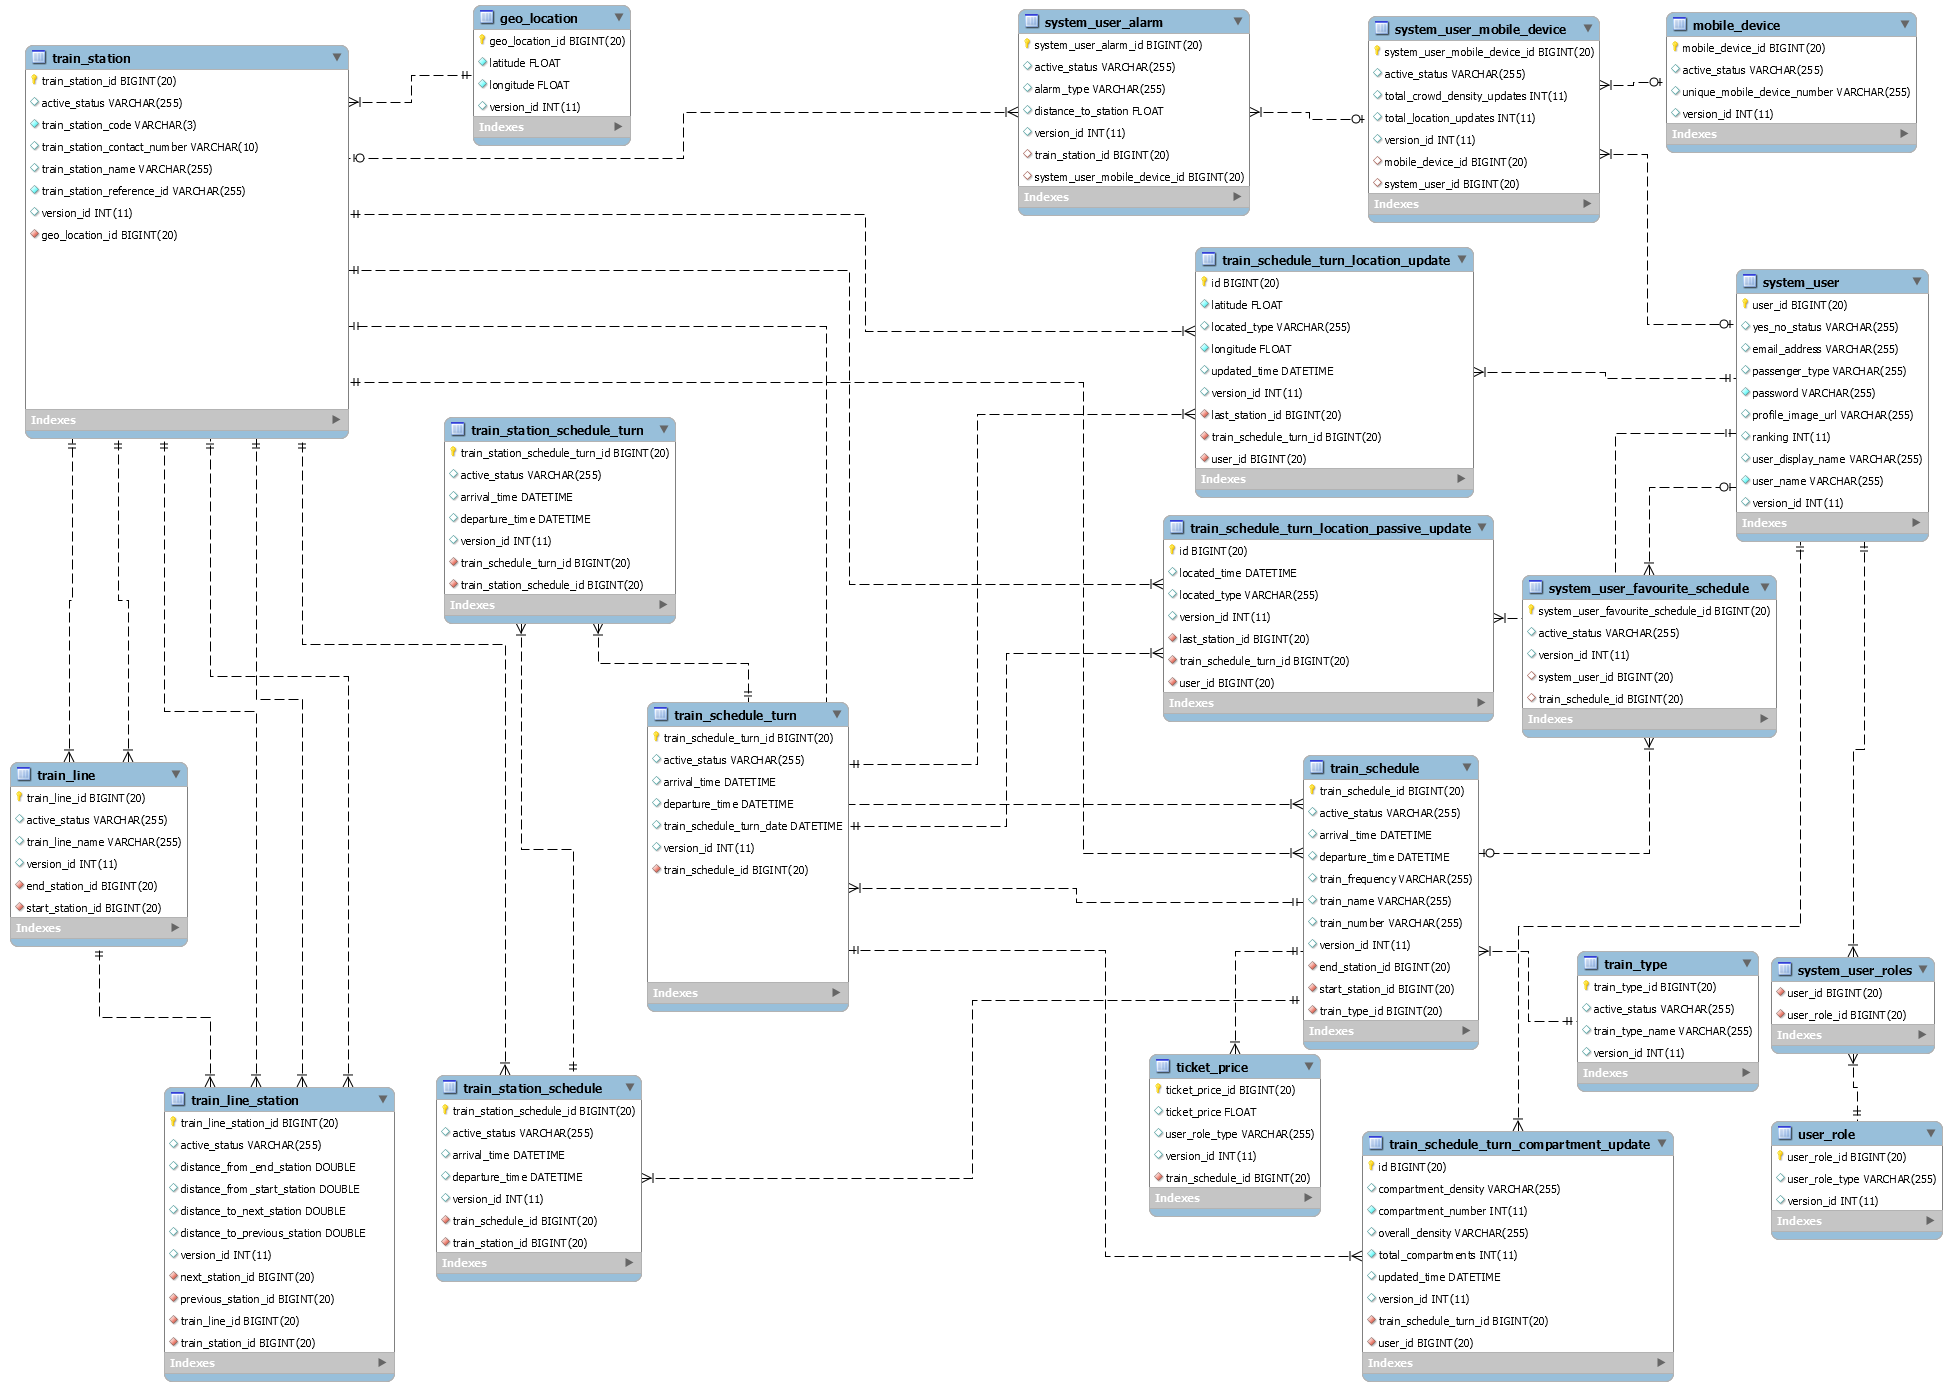 geo_location
geo_location_id BIGINT(20)
latitude FLOAT
longitude FLOAT
version_id INT(11)
Indexes
system_user_alarm
system_user_alarm_id BIGINT(20)
active_status VARCHAR(255)
alarm_type VARCHAR(255)
distance_to_station FLOAT
version_id INT(11)
train_station_id BIGINT(20)
system_user_mobile_device_id BIGINT(20)
Indexes
system_user_mobile_device
system_user_mobile_device_id BIGINT(20)
active_status VARCHAR(255)
total_crowd_density_updates INT(11)
total_location_updates INT(11)
version_id INT(11)
mobile_device_id BIGINT(20)
system_user_id BIGINT(20)
Indexes
mobile_device
mobile_device_id BIGINT(20)
active_status VARCHAR(255)
unique_mobile_device_number VARCHAR(255)
version_id INT(11)
Indexes
train_station
train_station_id BIGINT(20)
active_status VARCHAR(255)
train_station_code VARCHAR(3)
train_station_contact_number VARCHAR(10)
train_station_name VARCHAR(255)
train_station_reference_id VARCHAR(255)
version_id INT(11)
geo_location_id BIGINT(20)
Indexes
train_schedule_turn_location_update
id BIGINT(20)
latitude FLOAT
located_type VARCHAR(255)
longitude FLOAT
updated_time DATETIME
version_id INT(11)
last_station_id BIGINT(20)
train_schedule_turn_id BIGINT(20)
user_id BIGINT(20)
Indexes
system_user
user_id BIGINT(20)
yes_no_status VARCHAR(255)
email_address VARCHAR(255)
passenger_type VARCHAR(255)
password VARCHAR(255)
profile_image_url VARCHAR(255)
ranking INT(11)
user_display_name VARCHAR(255)
user_name VARCHAR(255)
version_id INT(11)
Indexes
train_station_schedule_turn
train_station_schedule_turn_id BIGINT(20)
active_status VARCHAR(255)
arrival_time DATETIME
departure_time DATETIME
version_id INT(11)
train_schedule_turn_id BIGINT(20)
train_station_schedule_id BIGINT(20)
Indexes
train_schedule_turn_location_passive_update
id BIGINT(20)
located_time DATETIME
located_type VARCHAR(255)
version_id INT(11)
last_station_id BIGINT(20)
train_schedule_turn_id BIGINT(20)
user_id BIGINT(20)
Indexes
system_user_favourite_schedule
system_user_favourite_schedule_id BIGINT(20)
active_status VARCHAR(255)
version_id INT(11)
system_user_id BIGINT(20)
train_schedule_id BIGINT(20)
Indexes
train_schedule_turn
train_schedule_turn_id BIGINT(20)
active_status VARCHAR(255)
arrival_time DATETIME
departure_time DATETIME
train_schedule_turn_date DATETIME
version_id INT(11)
train_schedule_id BIGINT(20)
Indexes
train_line
train_line_id BIGINT(20)
active_status VARCHAR(255)
train_line_name VARCHAR(255)
version_id INT(11)
end_station_id BIGINT(20)
start_station_id BIGINT(20)
Indexes
train_schedule
train_schedule_id BIGINT(20)
active_status VARCHAR(255)
arrival_time DATETIME
departure_time DATETIME
train_frequency VARCHAR(255)
train_name VARCHAR(255)
train_number VARCHAR(255)
version_id INT(11)
end_station_id BIGINT(20)
start_station_id BIGINT(20)
train_type_id BIGINT(20)
Indexes
train_type
train_type_id BIGINT(20)
active_status VARCHAR(255)
train_type_name VARCHAR(255)
version_id INT(11)
Indexes
system_user_roles
user_id BIGINT(20)
user_role_id BIGINT(20)
Indexes
train_line_station
train_line_station_id BIGINT(20)
active_status VARCHAR(255)
distance_from_end_station DOUBLE
distance_from_start_station DOUBLE
distance_to_next_station DOUBLE
distance_to_previous_station DOUBLE
version_id INT(11)
next_station_id BIGINT(20)
previous_station_id BIGINT(20)
train_line_id BIGINT(20)
train_station_id BIGINT(20)
Indexes
train_station_schedule
train_station_schedule_id BIGINT(20)
active_status VARCHAR(255)
arrival_time DATETIME
departure_time DATETIME
version_id INT(11)
train_schedule_id BIGINT(20)
train_station_id BIGINT(20)
Indexes
ticket_price
ticket_price_id BIGINT(20)
ticket_price FLOAT
user_role_type VARCHAR(255)
version_id INT(11)
train_schedule_id BIGINT(20)
Indexes
train_schedule_turn_compartment_update
id BIGINT(20)
compartment_density VARCHAR(255)
compartment_number INT(11)
overall_density VARCHAR(255)
total_compartments INT(11)
updated_time DATETIME
version_id INT(11)
train_schedule_turn_id BIGINT(20)
user_id BIGINT(20)
Indexes
user_role
user_role_id BIGINT(20)
user_role_type VARCHAR(255)
version_id INT(11)
Indexes